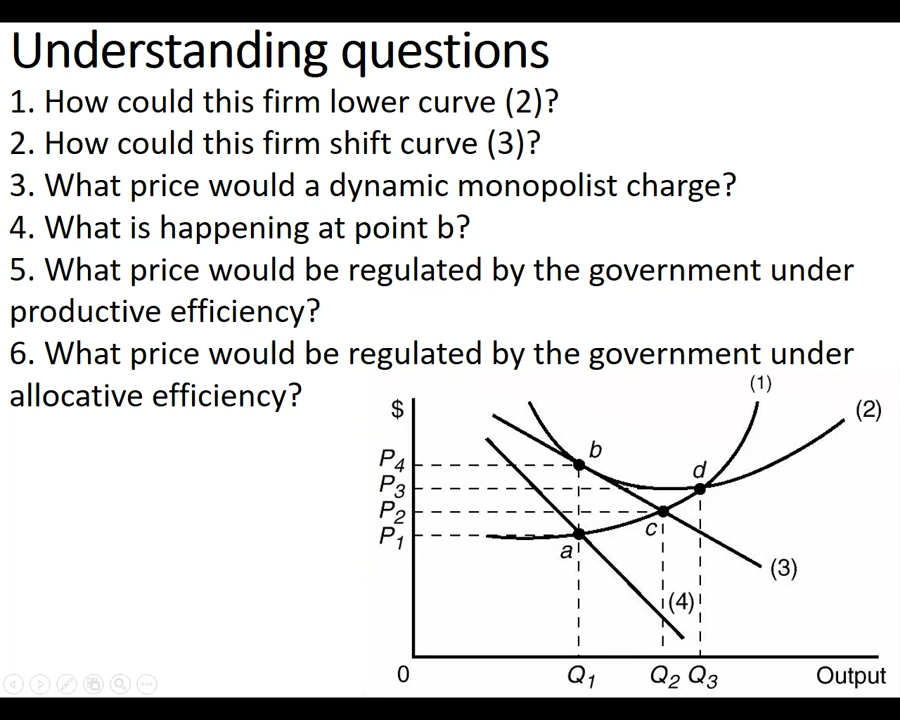 Understanding questions
1. How could this firm lower curve (2)?
2. How could this firm shift curve (3)?
3. What price would a dynamic monopolist charge?
4. What is happening at point b?
5. What price would be regulated by the government under
productive efficiency?
6. What price would be regulated by the government under
allocative efficiency?
(1)
$
(2)
b
P4
d
P3
P2
c
P1
a
(3)
(4)
0
Q1
Q2
Q3
Output